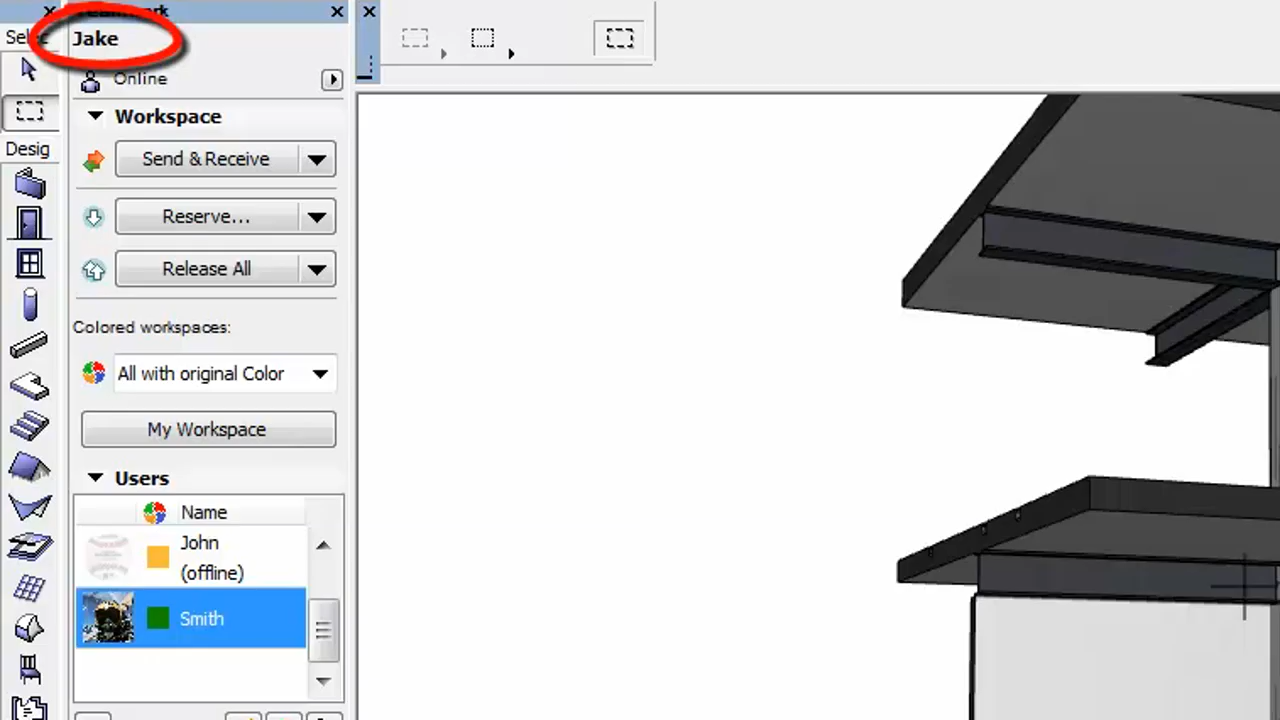 Jake
Online
Workspace
Send & Receive
Reserve...
Release All
Colored workspaces:
All with original Color
My Workspace
Users
Name
John
(offline)
Smith
Desig